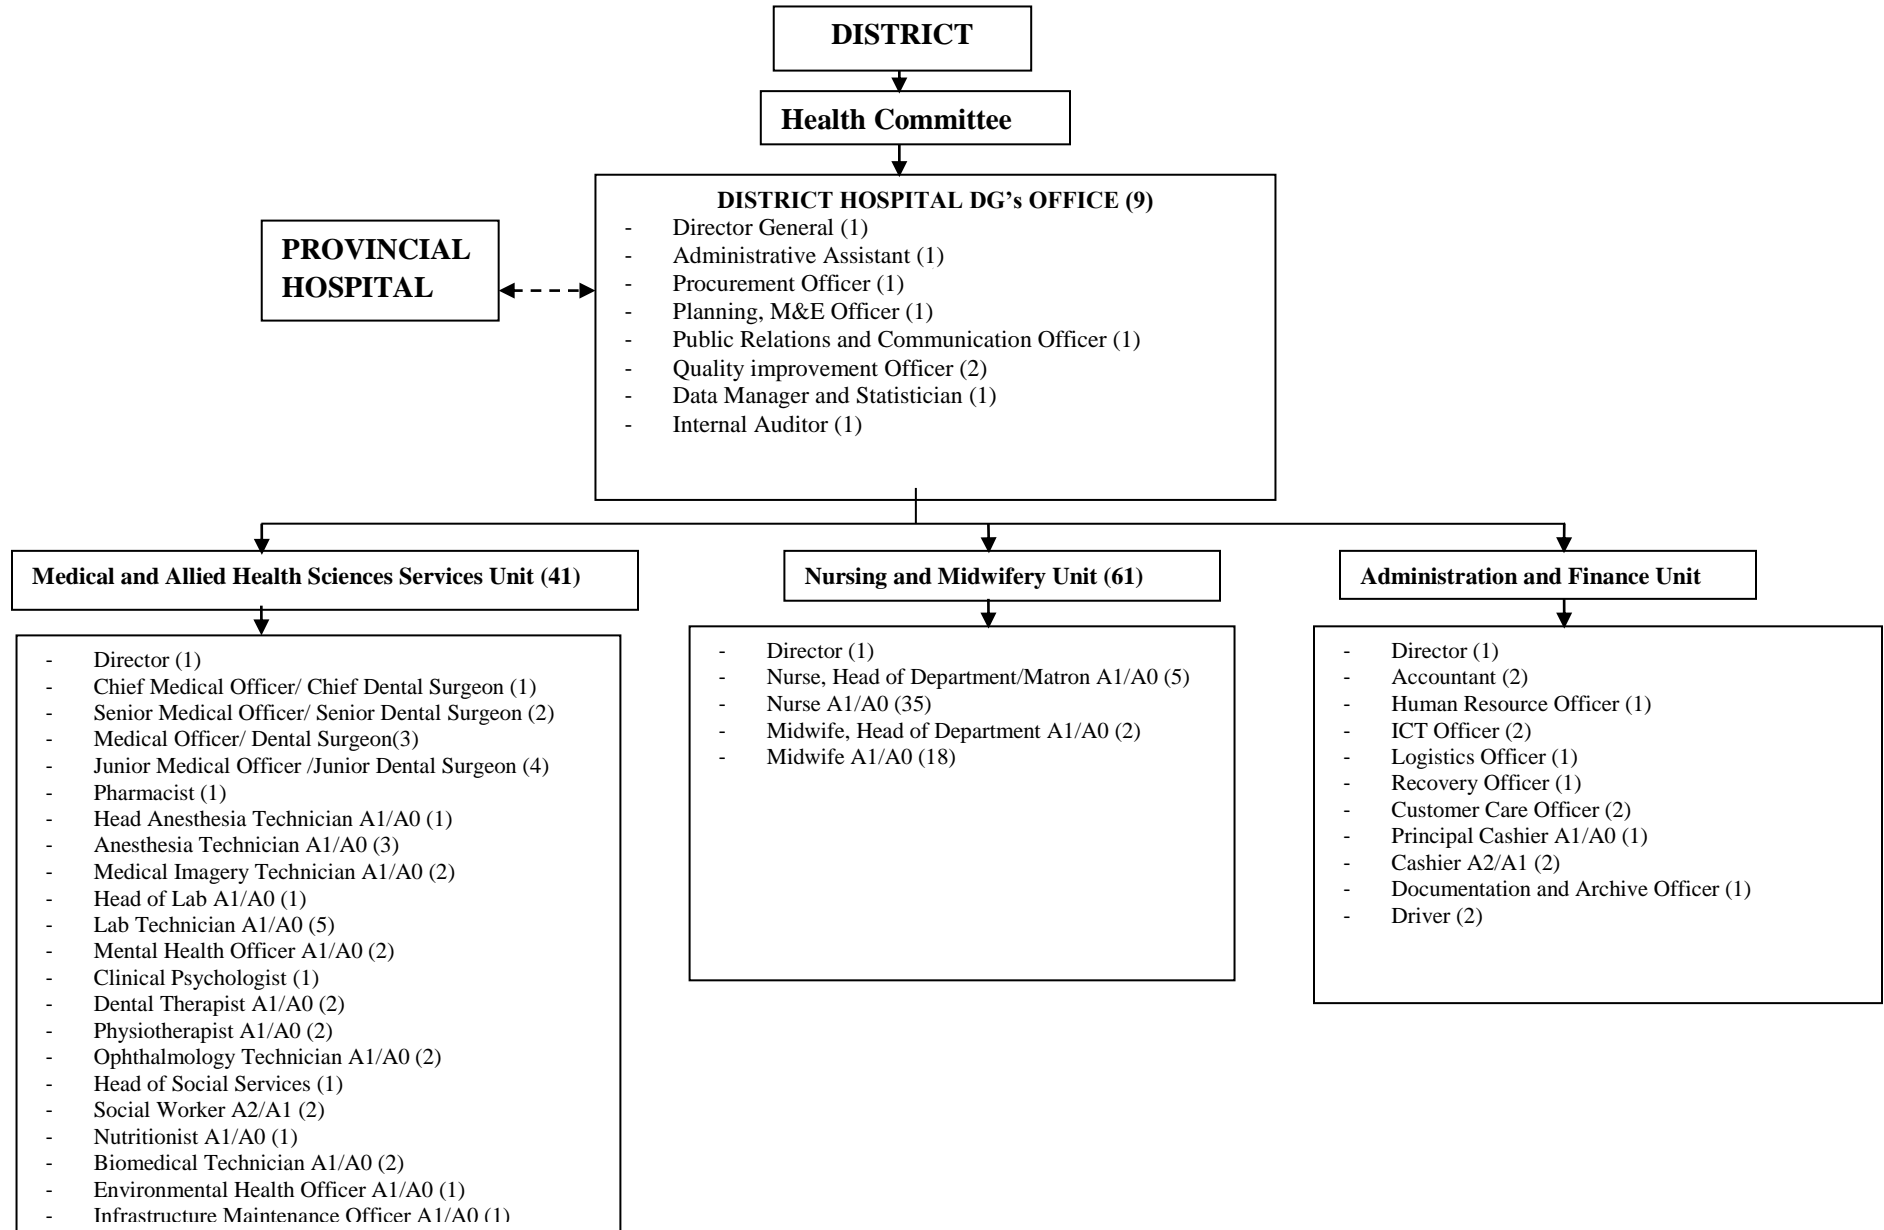 DISTRICT
Health Committee
PROVINCIAL
HOSPITAL
DISTRICT HOSPITAL DG’s OFFICE (9)
- Director General (1)
- Administrative Assistant (1)
- Procurement Officer (1)
- Planning, M&E Officer (1)
- Public Relations and Communication Officer (1)
- Quality improvement Officer (2)
- Data Manager and Statistician (1)
- Internal Auditor (1)
Medical and Allied Health Sciences Services Unit (41)
- Director (1)
- Chief Medical Officer/ Chief Dental Surgeon (1)
- Senior Medical Officer/ Senior Dental Surgeon (2)
- Medical Officer/ Dental Surgeon(3)
- Junior Medical Officer /Junior Dental Surgeon (4)
- Pharmacist (1)
- Head Anesthesia Technician A1/A0 (1)
- Anesthesia Technician A1/A0 (3)
- Medical Imagery Technician A1/A0 (2)
- Head of Lab A1/A0 (1)
- Lab Technician A1/A0 (5)
- Mental Health Officer A1/A0 (2)
- Clinical Psychologist (1)
- Dental Therapist A1/A0 (2)
- Physiotherapist A1/A0 (2)
- Ophthalmology Technician A1/A0 (2)
- Head of Social Services (1)
- Social Worker A2/A1 (2)
- Nutritionist A1/A0 (1)
- Biomedical Technician A1/A0 (2)
- Environmental Health Officer A1/A0 (1)
- Infrastructure Maintenance Officer A1/A0 (1)
Nursing and Midwifery Unit (61)
- Director (1)
- Nurse, Head of Department/Matron A1/A0 (5)
- Nurse A1/A0 (35)
- Midwife, Head of Department A1/A0 (2)
- Midwife A1/A0 (18)
Administration and Finance Unit
- Director (1)
- Accountant (2)
- Human Resource Officer (1)
- ICT Officer (2)
- Logistics Officer (1)
- Recovery Officer (1)
- Customer Care Officer (2)
- Principal Cashier A1/A0 (1)
- Cashier A2/A1 (2)
- Documentation and Archive Officer (1)
- Driver (2)